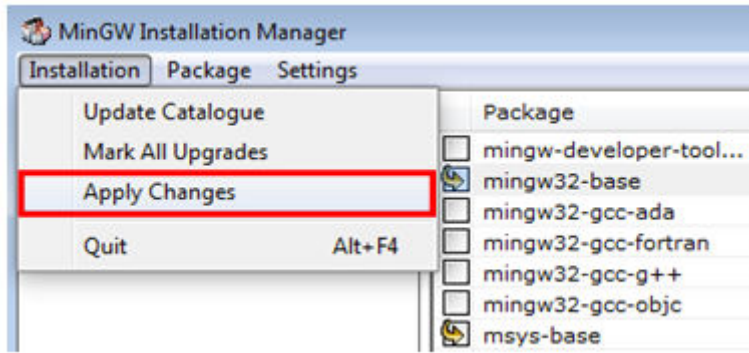 MinGW Installation Manager
Installation Package Settings
Update Catalogue
Mark All Upgrades
Apply Changes
Quit Alt+F4
Package
mingw-developer-tool...
mingw32-base
mingw32-gcc-ada
mingw32-gcc-fortran
mingw32-gcc-g++
mingw32-gcc-objc
msys-base